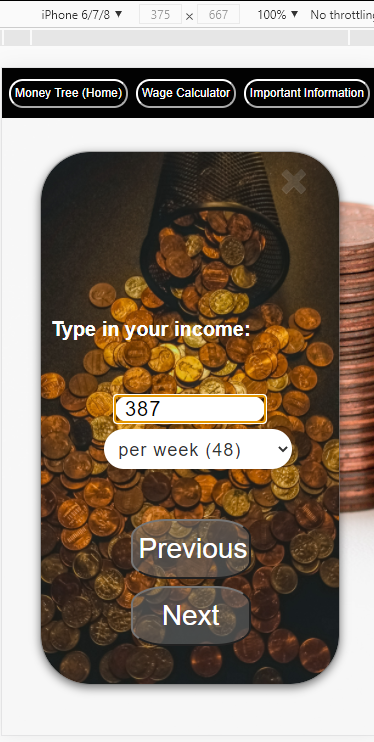 iPhone 6/7/8 ▼ 375 × 667 100% ▼ No throttling
Money Tree (Home) Wage Calculator Important Information
Type in your income:
387
per week (48)
Previous
Next